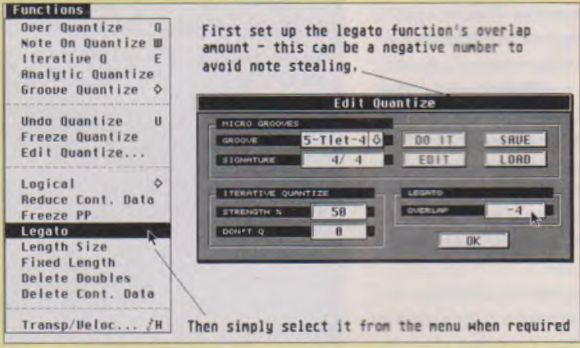 Functions
Over Quantize Q
Note On Quantize W
Iterative Q E
Analytic Quantize
Groove Quantize
Undo Quantize U
Freeze Quantize
Edit Quantize...
Logical
Reduce Cont. Data
Freeze PP
Legato
Length Size
Fixed Length
Delete Doubles
Delete Cont. Data
Transp/Veloc... H
First set up the legato function's overlap
amount - this can be a negative number to
avoid note stealing.
Edit Quantize
MICRO GROOVES
GROOVE 5-Tlet-4 DO IT SAVE
SIGNATURE 4/ 4 EDIT LOAD
ITERATIVE QUANTIZE LEGATO
STRENGTH % 50 OVERLAP -4
DON'T Q 0 OK
Then simply select it from the menu when required